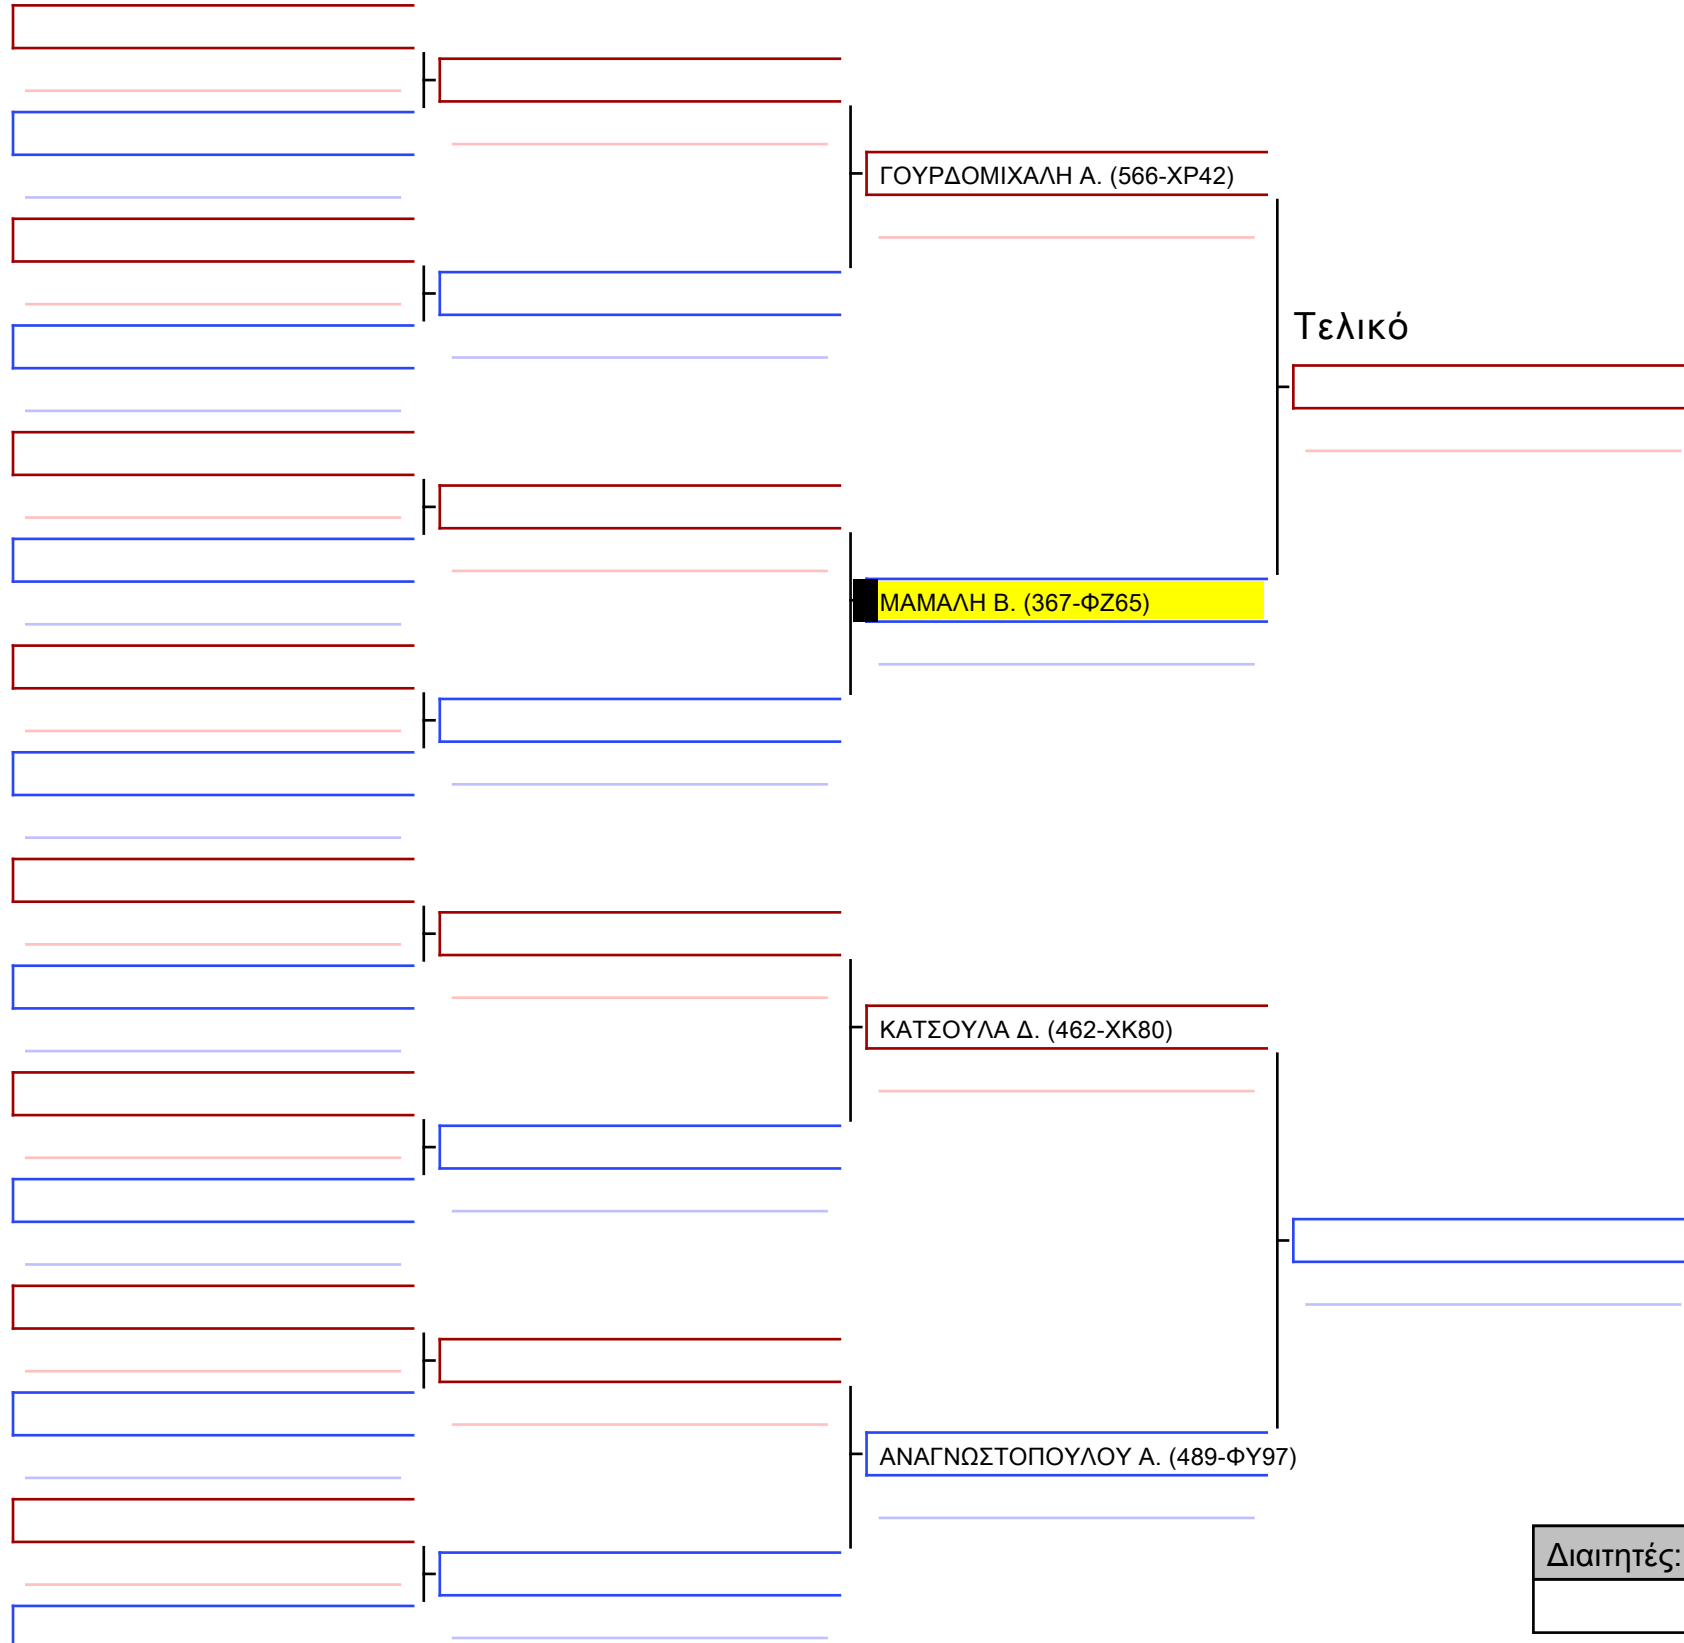 ΓΟΥΡΔΟΜΙΧΑΛΗ Α. (566-ΧΡ42)
Τελικό
ΜΑΜΑΛΗ Β. (367-ΦΖ65)
ΚΑΤΣΟΥΛΑ Δ. (462-ΧΚ80)
ΑΝΑΓΝΩΣΤΟΠΟΥΛΟΥ Α. (489-ΦΥ97)
Διαιτητές: